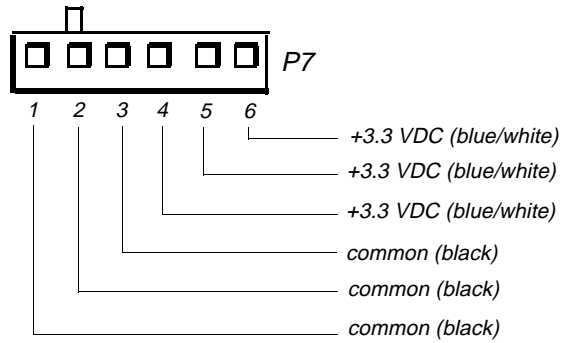 P7
1 2 3 4 5 6
+3.3 VDC (blue/white)
+3.3 VDC (blue/white)
+3.3 VDC (blue/white)
common (black)
common (black)
common (black)